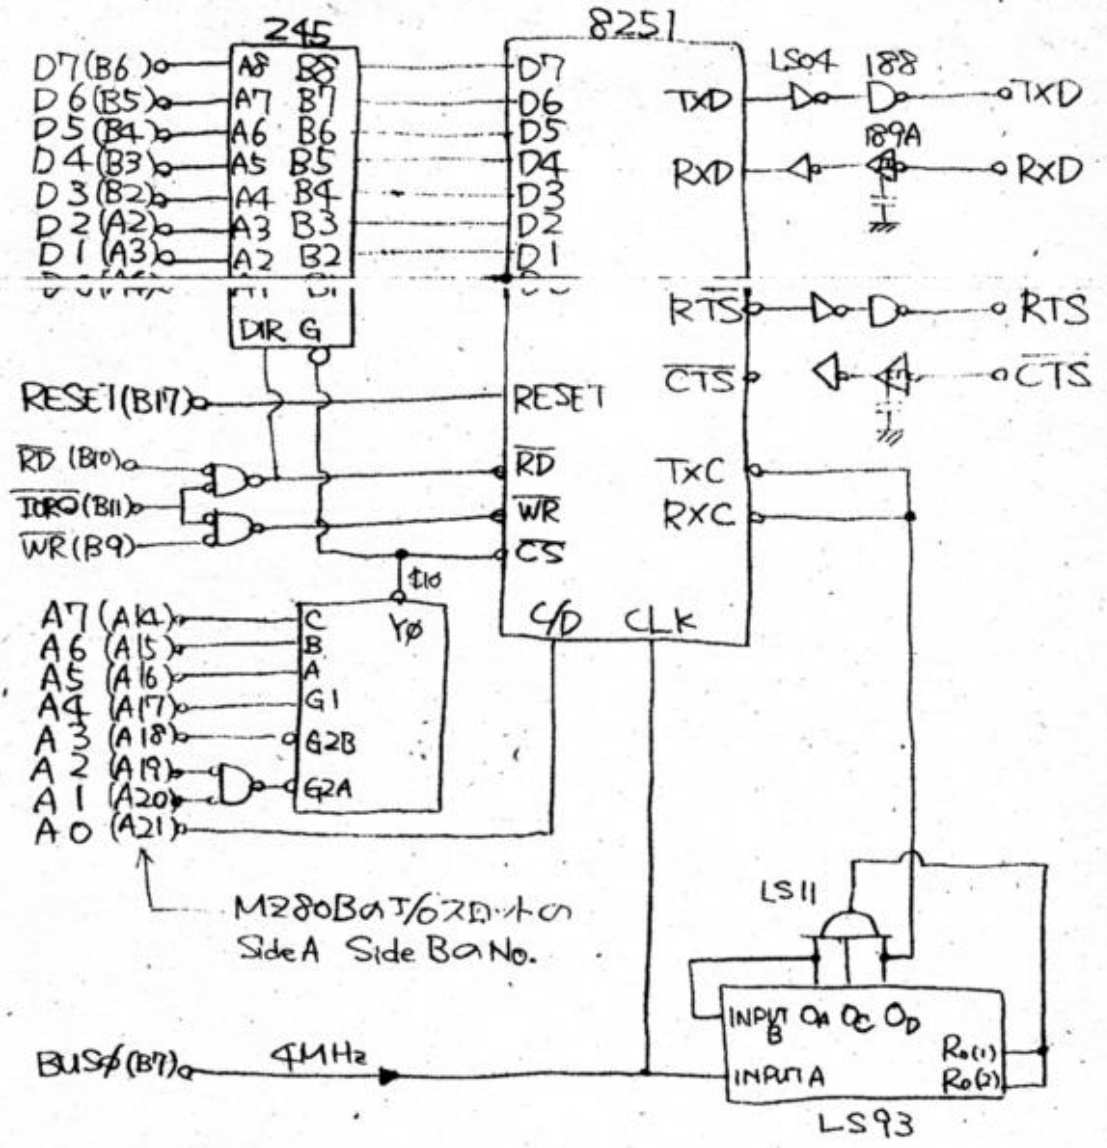 245
8251
D7(B6) A8 B8 D7
D6(B5) A7 B7 D6 TXD LS04 188 TXD
D5(B4) A6 B6 D5
D4(B3) A5 B5 D4 RXD 189A RXD
D3(B2) A4 B4 D3
D2(A2) A3 B3 D2
D1(A3) A2 B2 D1
RTS RTS
DIR G
CTS CTS
RESET(B17) RESET
RD (B10) RD TXC
IORQ(B11) WR RXC
WR(B9) CS
A7 (A14) C YØ C/D CLK
A6 (A15) B
A5 (A16) A
A4 (A17) G1
A3 (A18) G2B
A2 (A19)
A1 (A20) G2A
A0 (A21)
MZ80BのI/Oスロットの
Side A Side BのNo.
LS11
INPUT B QA QC QD
BUSφ(B7) 4MHz INPUT A R0(1)
R0(2)
LS93